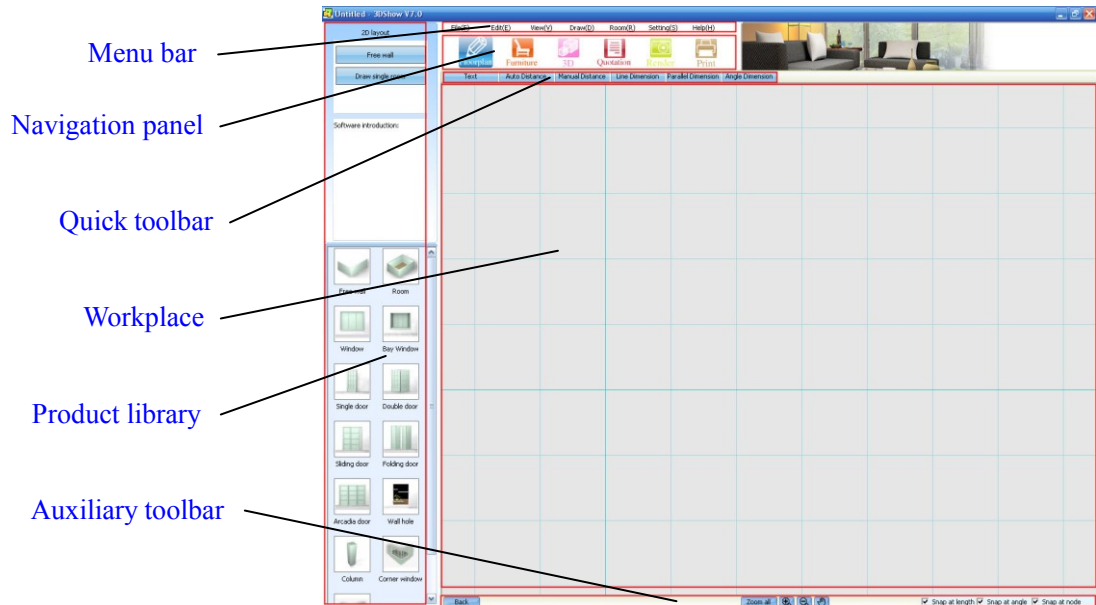 Untitled - 3DShow V7.0
Menu bar
Navigation panel
Quick toolbar
Workplace
Product library
Auxiliary toolbar
2D layout
Free wall
Draw single room
Software introduction:
File(F) Edit(E) View(V) Draw(D) Room(R) Setting(S) Help(H)
Floorplan Furniture 3D Quotation Render Print
Text Auto Distance Manual Distance Line Dimension Parallel Dimension Angle Dimension
Free wall Room
Window Bay Window
Single door Double door
Sliding door Folding door
Arcadia door Wall hole
Column Corner window
Back Zoom all Snap at length Snap at angle Snap at node